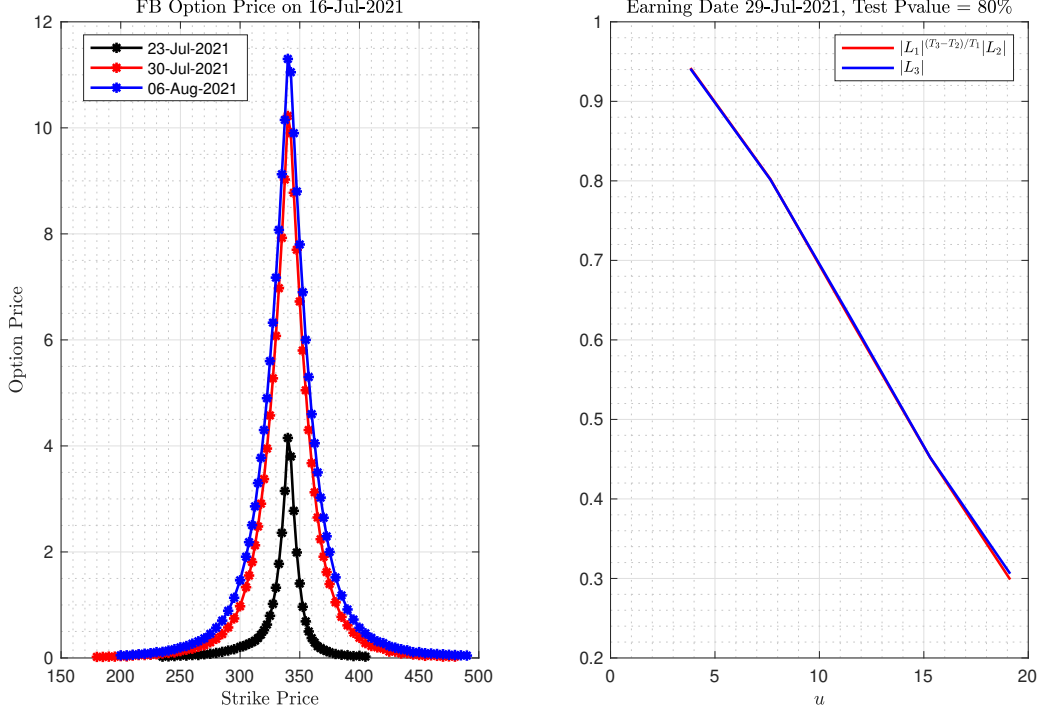 FB Option Price on 16-Jul-2021
12
10
8
6
4
2
0
Option Price
23-Jul-2021
30-Jul-2021
06-Aug-2021
150 200 250 300 350 400 450 500
Strike Price
Earning Date 29-Jul-2021, Test Pvalue = 80%
1
0.9
0.8
0.7
0.6
0.5
0.4
0.3
0.2
|L₁|^(T₃−T₂)/T₁|L₂|
|L₃|
0 5 10 15 20
u